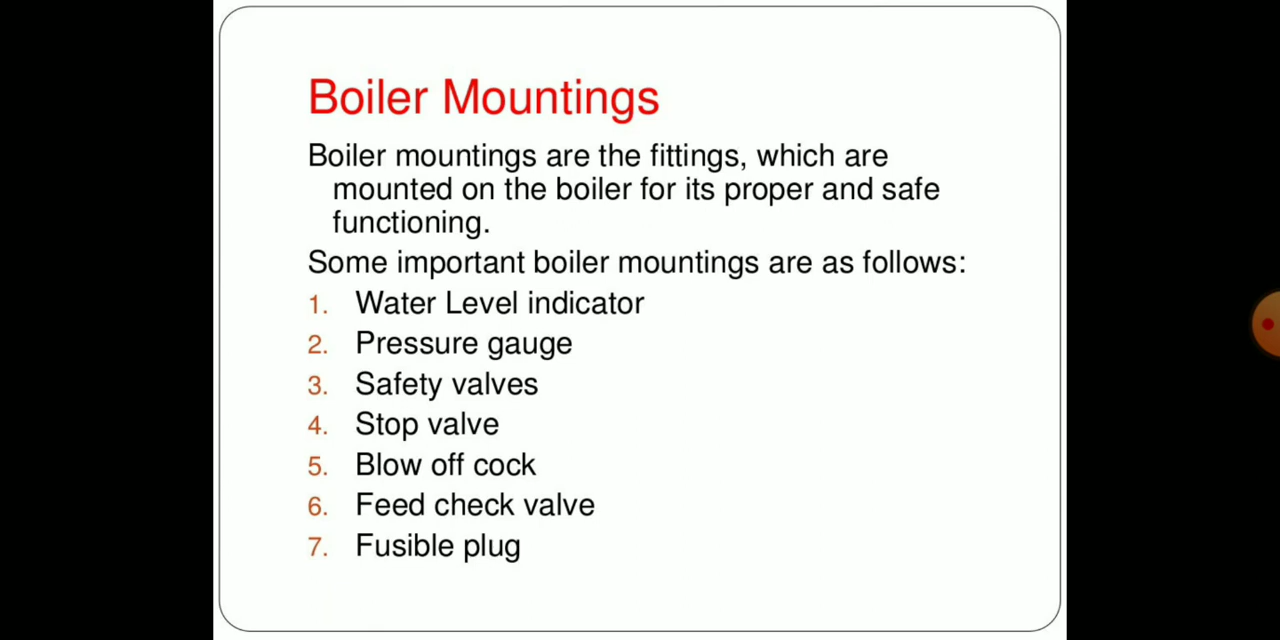 Boiler Mountings
Boiler mountings are the fittings, which are
mounted on the boiler for its proper and safe
functioning.
Some important boiler mountings are as follows:
1. Water Level indicator
2. Pressure gauge
3. Safety valves
4. Stop valve
5. Blow off cock
6. Feed check valve
7. Fusible plug